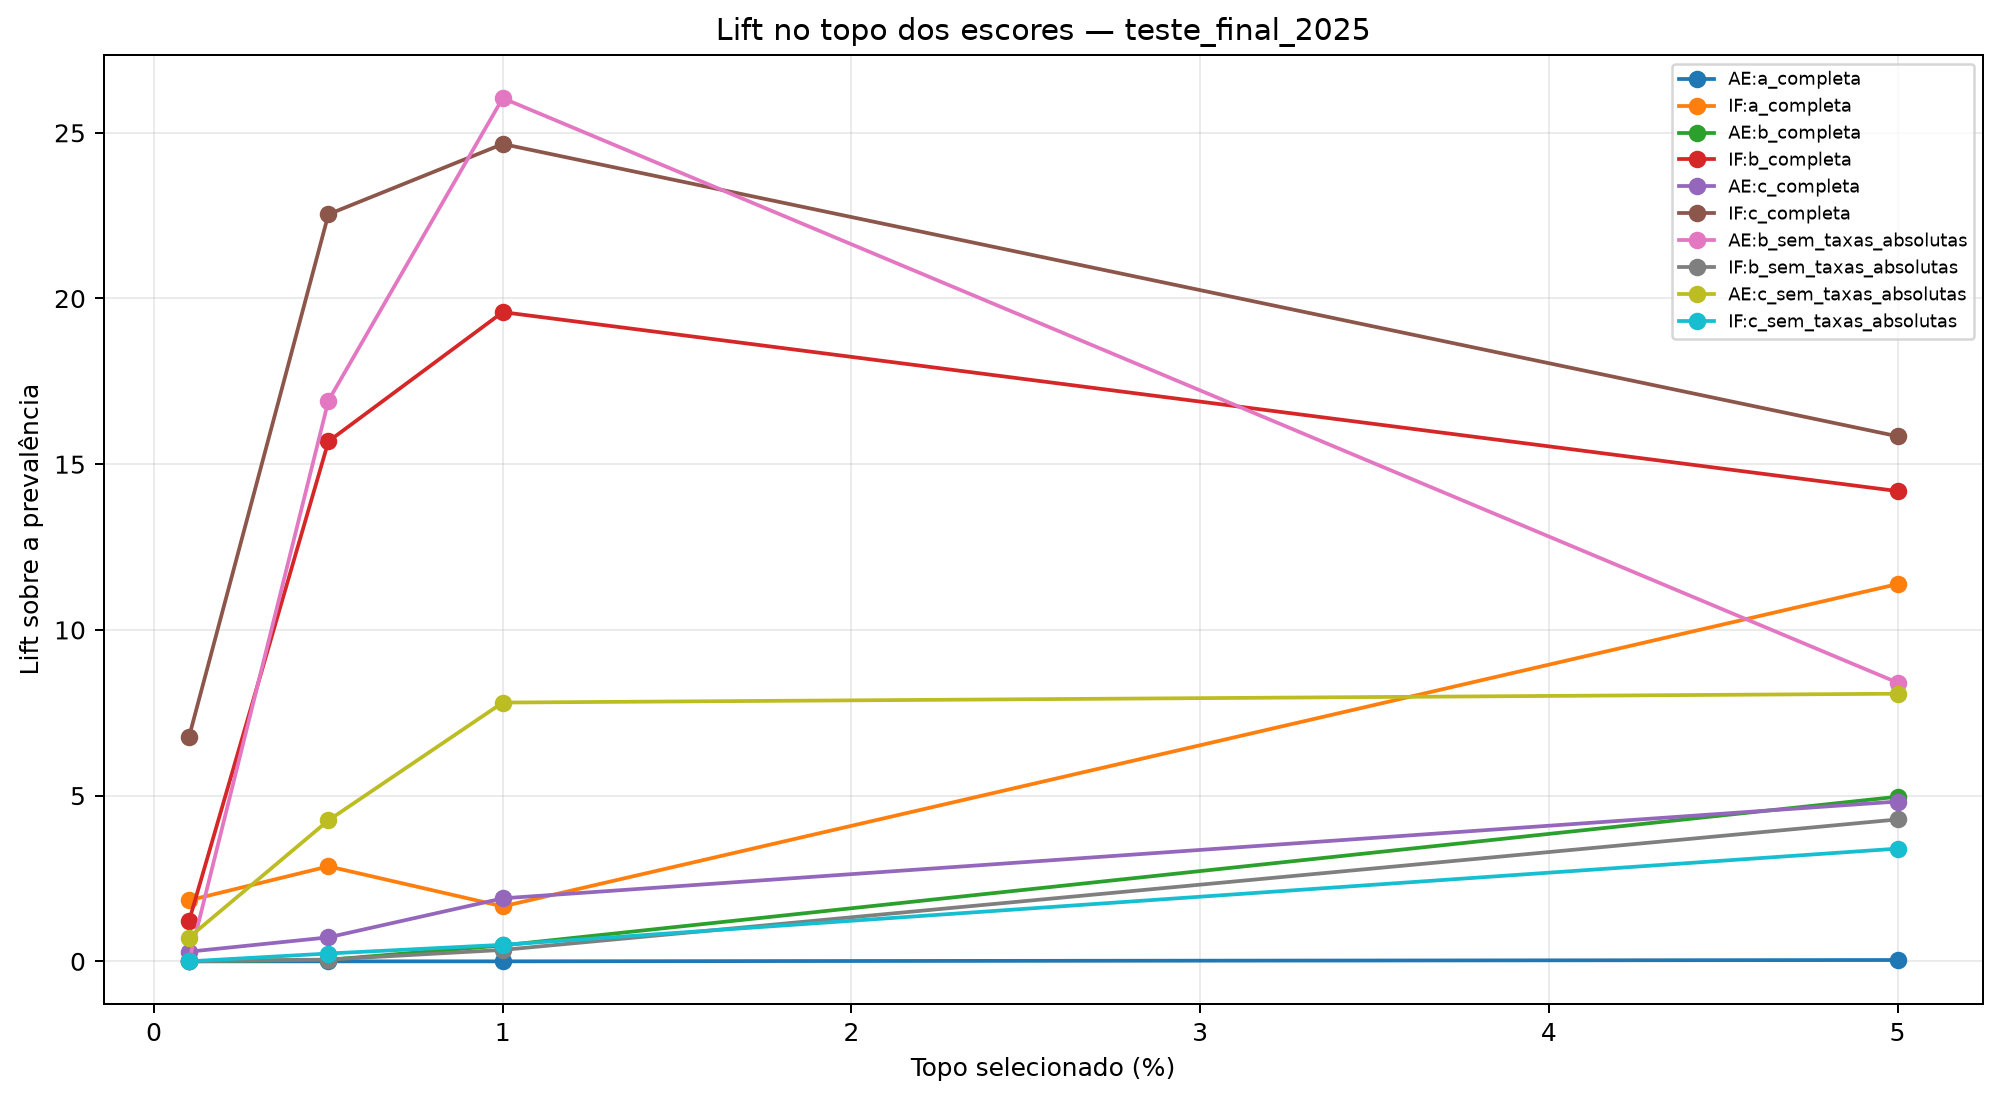 Lift no topo dos escores — teste_final_2025
AE:a_completa
IF:a_completa
AE:b_completa
IF:b_completa
AE:c_completa
IF:c_completa
AE:b_sem_taxas_absolutas
IF:b_sem_taxas_absolutas
AE:c_sem_taxas_absolutas
IF:c_sem_taxas_absolutas
Lift sobre a prevalência
25
20
15
10
5
0
0 1 2 3 4 5
Topo selecionado (%)